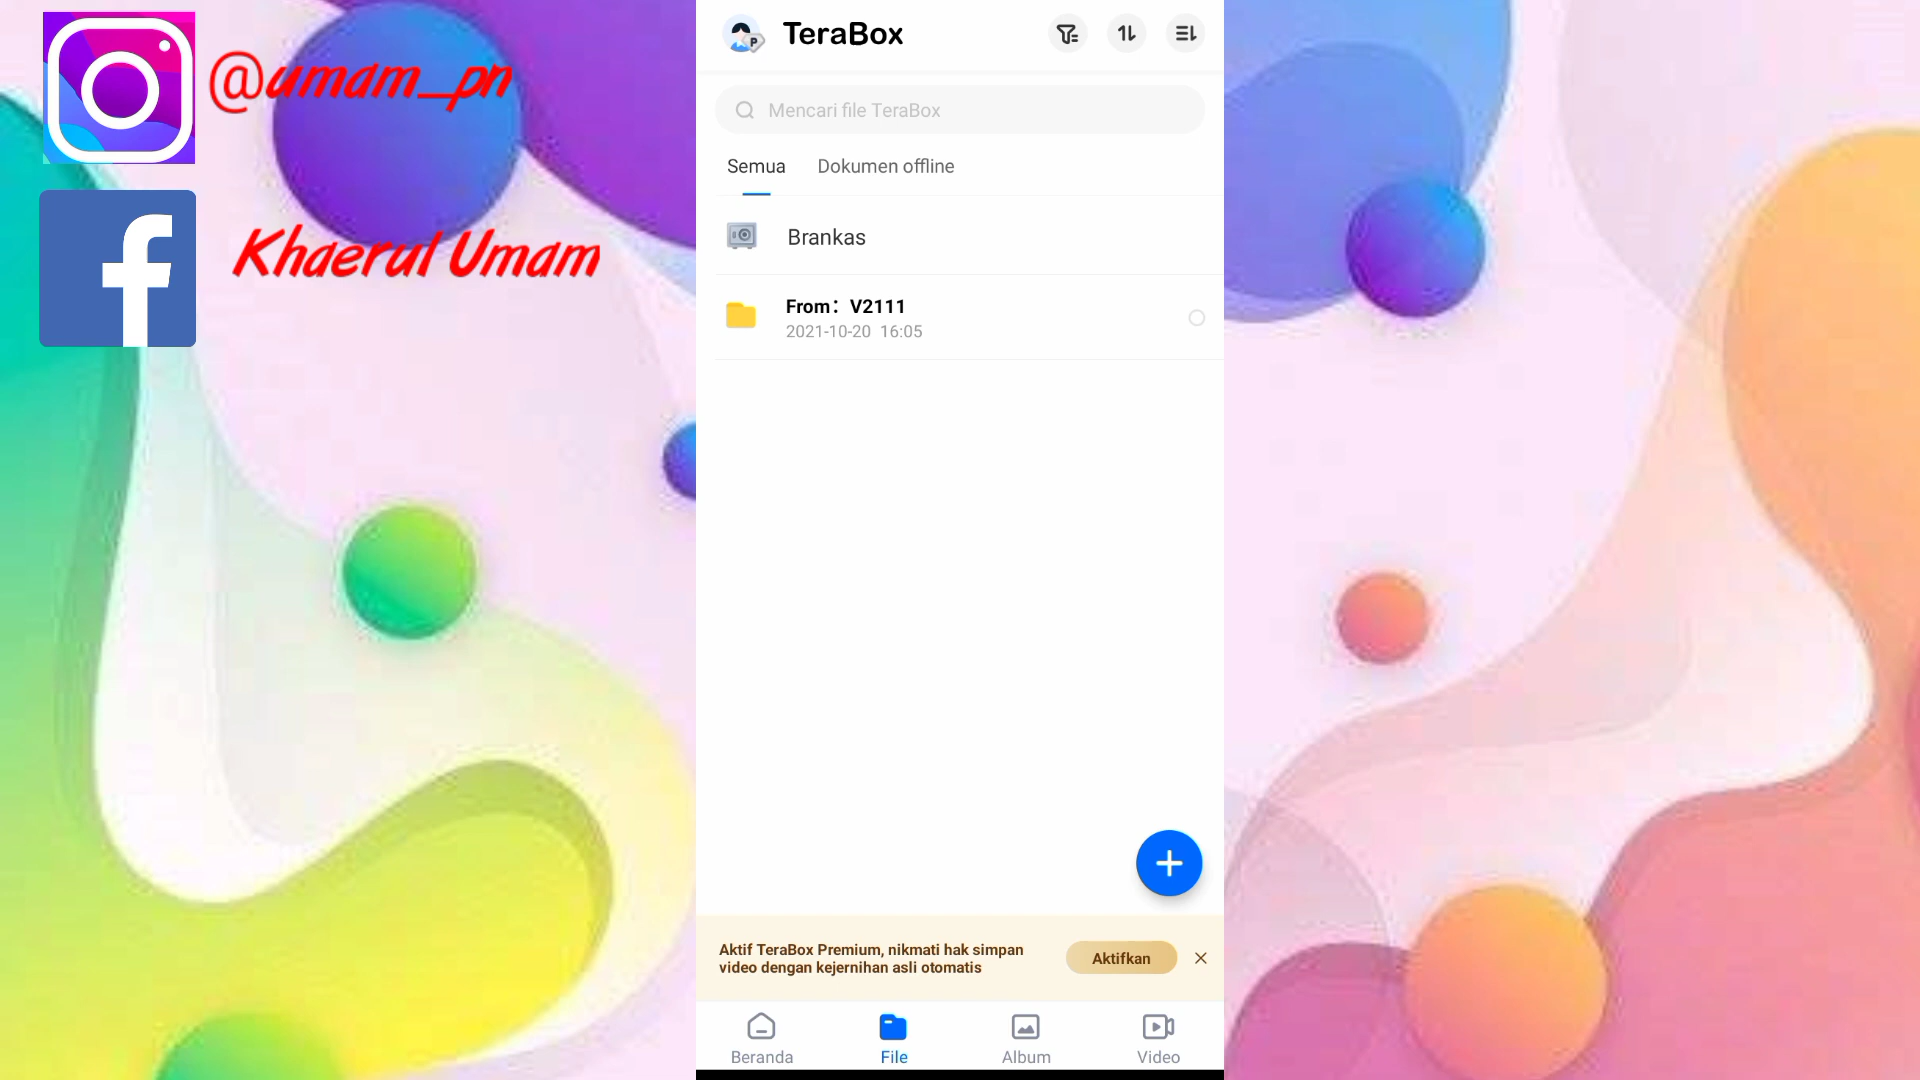 @umam_pn
Khaerul Umam
TeraBox
P
Mencari file TeraBox
Semua
Dokumen offline
Brankas
From：V2111
2021-10-20 16:05
Aktif TeraBox Premium, nikmati hak simpan
video dengan kejernihan asli otomatis
Aktifkan
Beranda
File
Album
Video